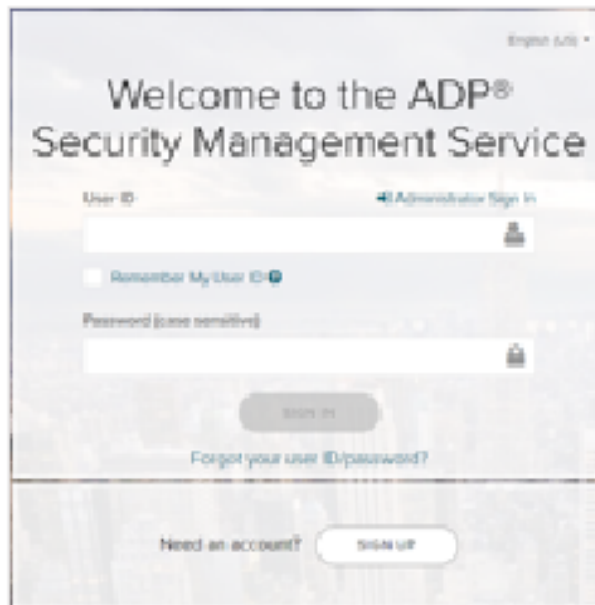 English (US)
Welcome to the ADP®
Security Management Service
User ID
Administrator Sign In
Remember My User ID
Password (case sensitive)
SIGN IN
Forgot your user ID/password?
Need an account?
SIGN UP